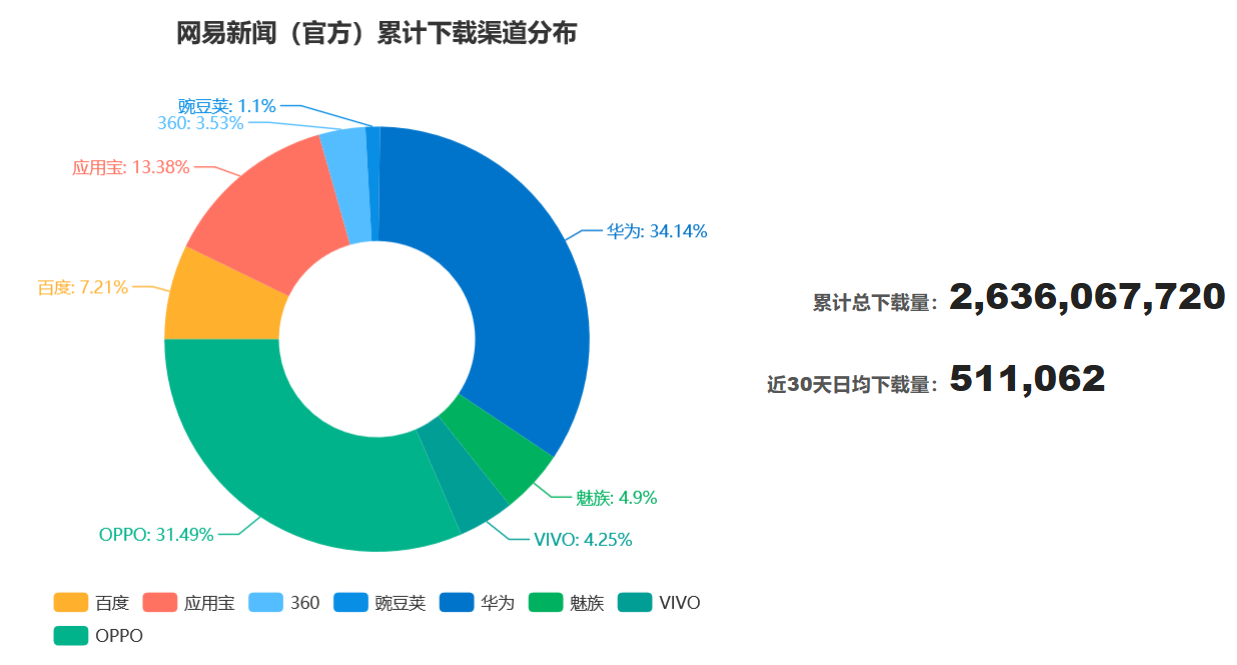 网易新闻（官方）累计下载渠道分布
豌豆荚: 1.1%
360: 3.53%
应用宝: 13.38%
华为: 34.14%
百度: 7.21%
累计总下载量： 2,636,067,720
近30天日均下载量： 511,062
魅族: 4.9%
OPPO: 31.49%
VIVO: 4.25%
百度 应用宝 360 豌豆荚 华为 魅族 VIVO
OPPO